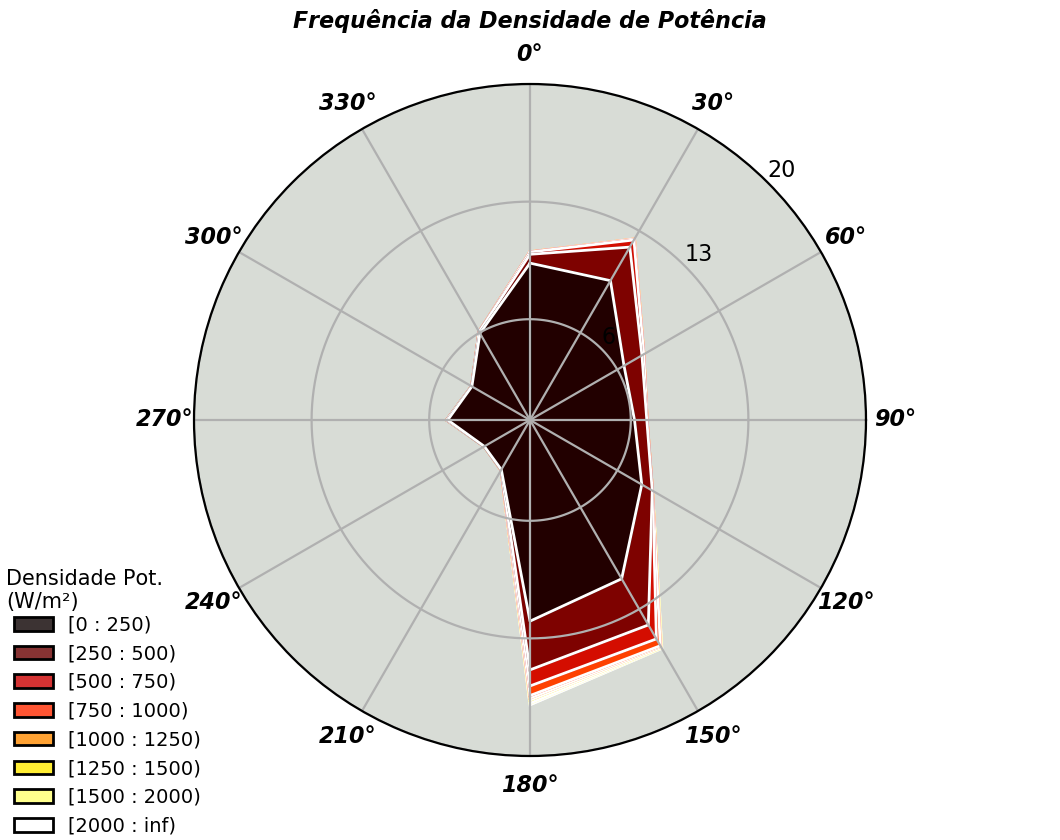 Frequência da Densidade de Potência
0°
330°
30°
20
300°
60°
13
6
270°
90°
Densidade Pot.
(W/m²)
240°
120°
[0 : 250)
[250 : 500)
[500 : 750)
[750 : 1000)
210°
150°
[1000 : 1250)
[1250 : 1500)
180°
[1500 : 2000)
[2000 : inf)